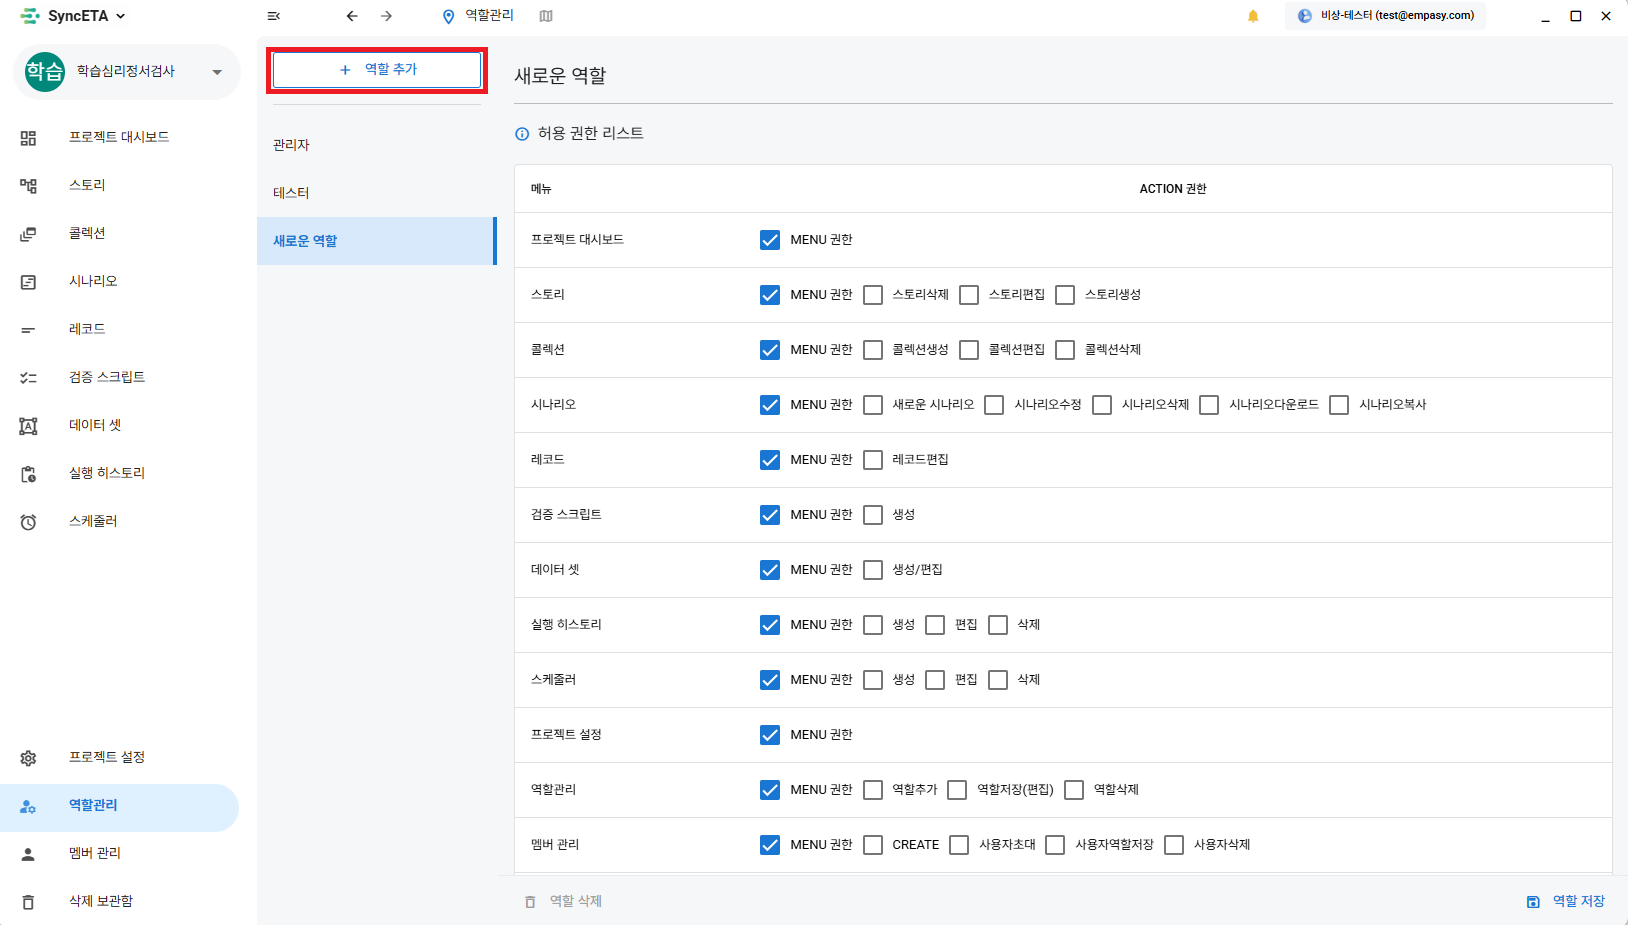 SyncETA
역할관리
비상-테스터 (test@empasy.com)
학습
학습심리정서검사
프로젝트 대시보드
스토리
콜렉션
시나리오
레코드
검증 스크립트
데이터 셋
실행 히스토리
스케줄러
프로젝트 설정
역할관리
멤버 관리
삭제 보관함
+ 역할 추가
관리자
테스터
새로운 역할
새로운 역할
허용 권한 리스트
메뉴 ACTION 권한
프로젝트 대시보드 MENU 권한
스토리 MENU 권한 스토리삭제 스토리편집 스토리생성
콜렉션 MENU 권한 콜렉션생성 콜렉션편집 콜렉션삭제
시나리오 MENU 권한 새로운 시나리오 시나리오수정 시나리오삭제 시나리오다운로드 시나리오복사
레코드 MENU 권한 레코드편집
검증 스크립트 MENU 권한 생성
데이터 셋 MENU 권한 생성/편집
실행 히스토리 MENU 권한 생성 편집 삭제
스케줄러 MENU 권한 생성 편집 삭제
프로젝트 설정 MENU 권한
역할관리 MENU 권한 역할추가 역할저장(편집) 역할삭제
멤버 관리 MENU 권한 CREATE 사용자초대 사용자역할저장 사용자삭제
역할 삭제
역할 저장